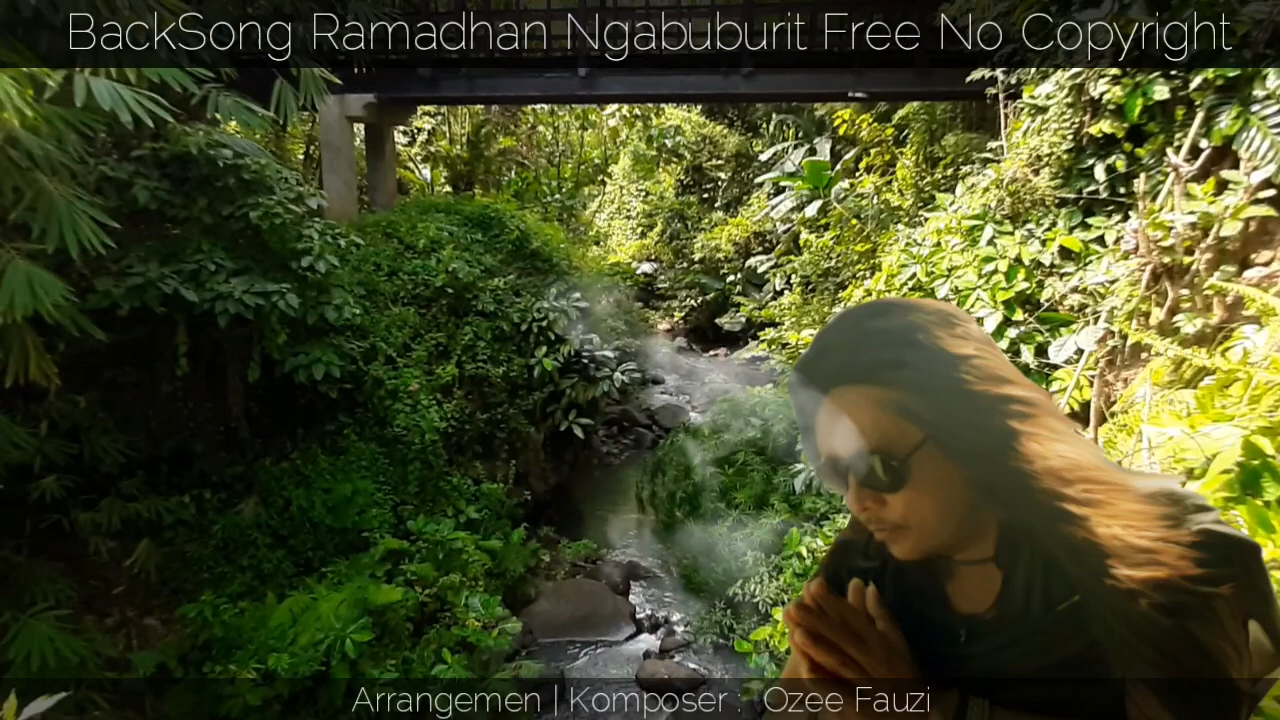 BackSong Ramadhan Ngabuburit Free No Copyright
Arrangemen | Komposer : Ozee Fauzi